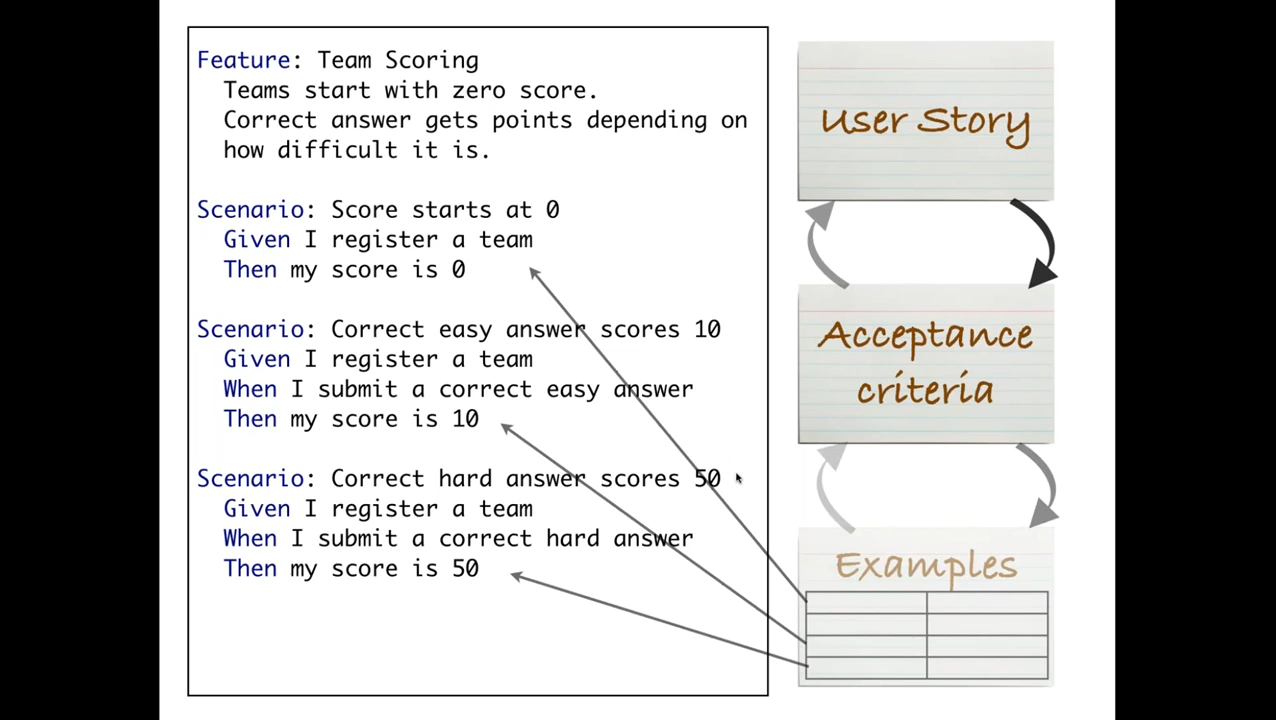 Feature: Team Scoring
Teams start with zero score.
Correct answer gets points depending on
how difficult it is.
Scenario: Score starts at 0
Given I register a team
Then my score is 0
Scenario: Correct easy answer scores 10
Given I register a team
When I submit a correct easy answer
Then my score is 10
Scenario: Correct hard answer scores 50
Given I register a team
When I submit a correct hard answer
Then my score is 50
User Story
Acceptance
criteria
Examples